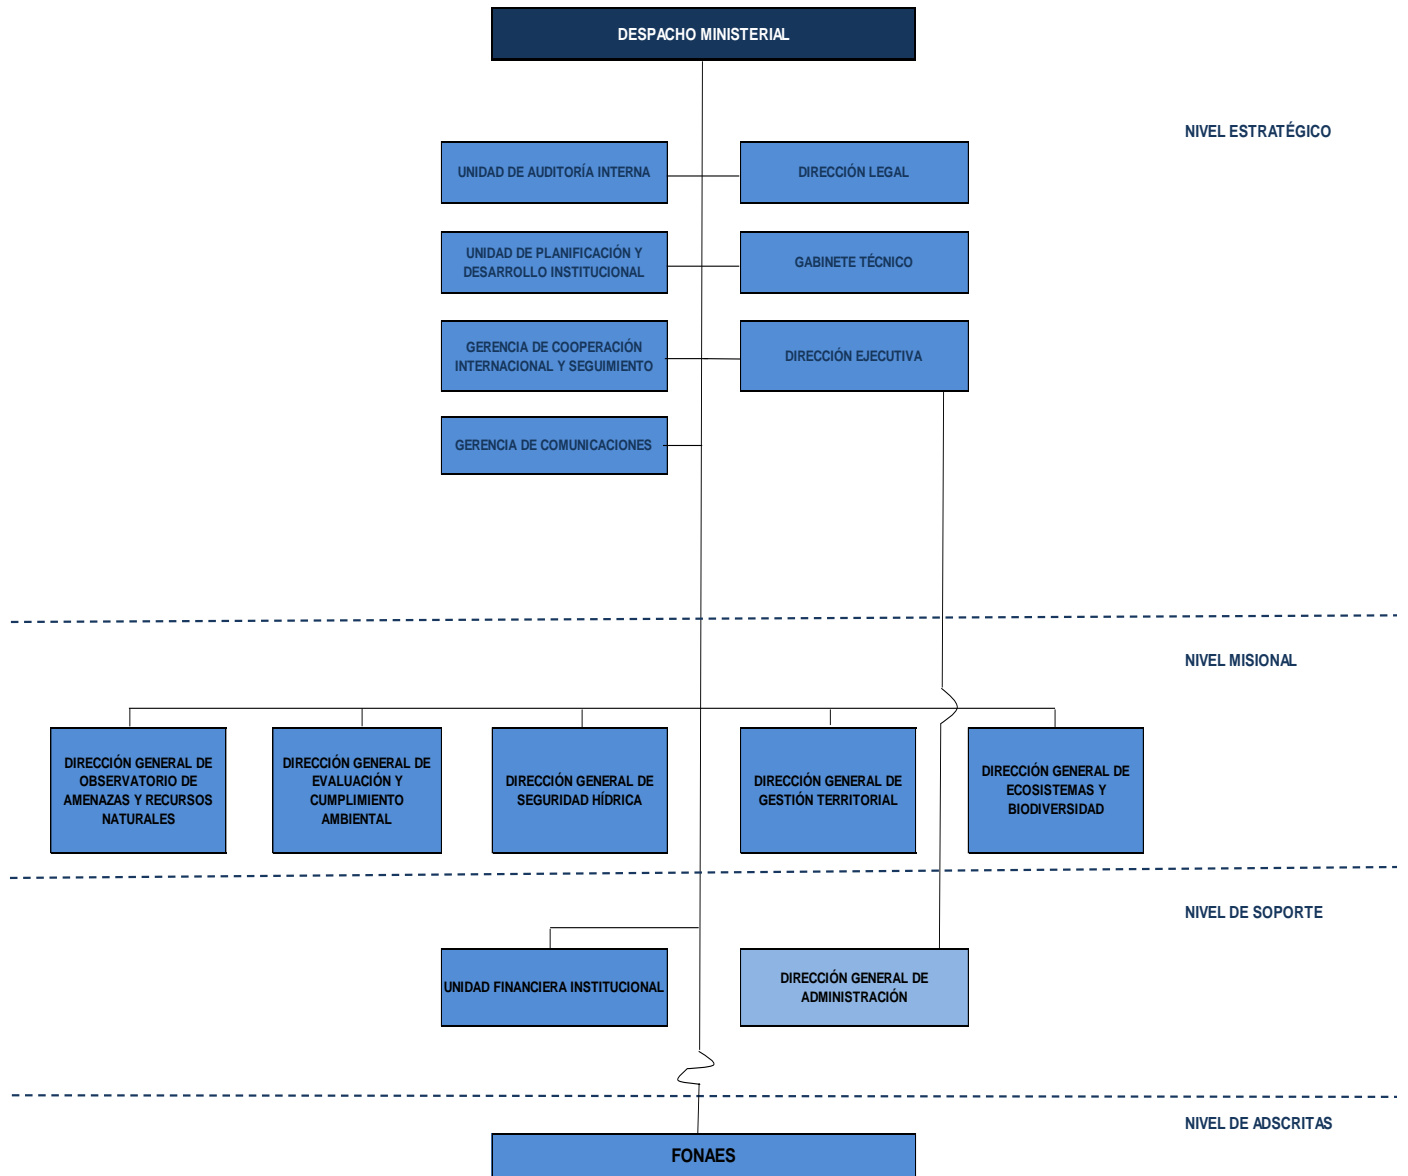 DESPACHO MINISTERIAL
NIVEL ESTRATÉGICO
UNIDAD DE AUDITORÍA INTERNA
DIRECCIÓN LEGAL
UNIDAD DE PLANIFICACIÓN Y
DESARROLLO INSTITUCIONAL
GABINETE TÉCNICO
GERENCIA DE COOPERACIÓN
INTERNACIONAL Y SEGUIMIENTO
DIRECCIÓN EJECUTIVA
GERENCIA DE COMUNICACIONES
NIVEL MISIONAL
DIRECCIÓN GENERAL DE
OBSERVATORIO DE
AMENAZAS Y RECURSOS
NATURALES
DIRECCIÓN GENERAL DE
EVALUACIÓN Y
CUMPLIMIENTO
AMBIENTAL
DIRECCIÓN GENERAL DE
SEGURIDAD HÍDRICA
DIRECCIÓN GENERAL DE
GESTIÓN TERRITORIAL
DIRECCIÓN GENERAL DE
ECOSISTEMAS Y
BIODIVERSIDAD
NIVEL DE SOPORTE
UNIDAD FINANCIERA INSTITUCIONAL
DIRECCIÓN GENERAL DE
ADMINISTRACIÓN
NIVEL DE ADSCRITAS
FONAES